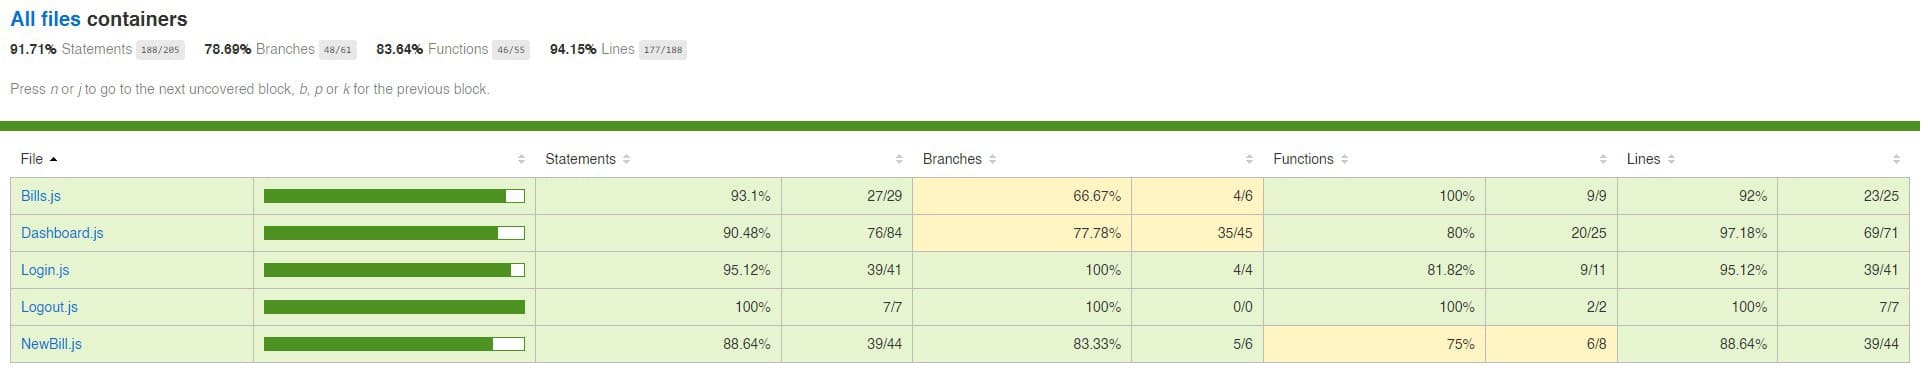 All files containers
91.71% Statements 188/205 78.69% Branches 48/61 83.64% Functions 46/55 94.15% Lines 177/188
Press n or j to go to the next uncovered block, b, p or k for the previous block.
File Statements Branches Functions Lines
Bills.js 93.1% 27/29 66.67% 4/6 100% 9/9 92% 23/25
Dashboard.js 90.48% 76/84 77.78% 35/45 80% 20/25 97.18% 69/71
Login.js 95.12% 39/41 100% 4/4 81.82% 9/11 95.12% 39/41
Logout.js 100% 7/7 100% 0/0 100% 2/2 100% 7/7
NewBill.js 88.64% 39/44 83.33% 5/6 75% 6/8 88.64% 39/44